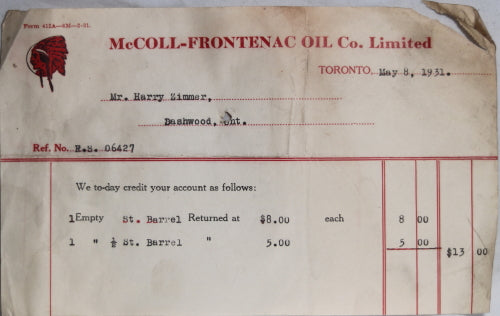 Form 412A—4M—2-31.
McCOLL-FRONTENAC OIL Co. Limited
TORONTO, May 8, 1931.
Mr. Harry Zimmer,
Dashwood, Ont.
Ref. No. R.S. 06427
We to-day credit your account as follows:
1 Empty St. Barrel Returned at $8.00 each 8 00
1 " ½ St. Barrel " 5.00 5 00
$13 00